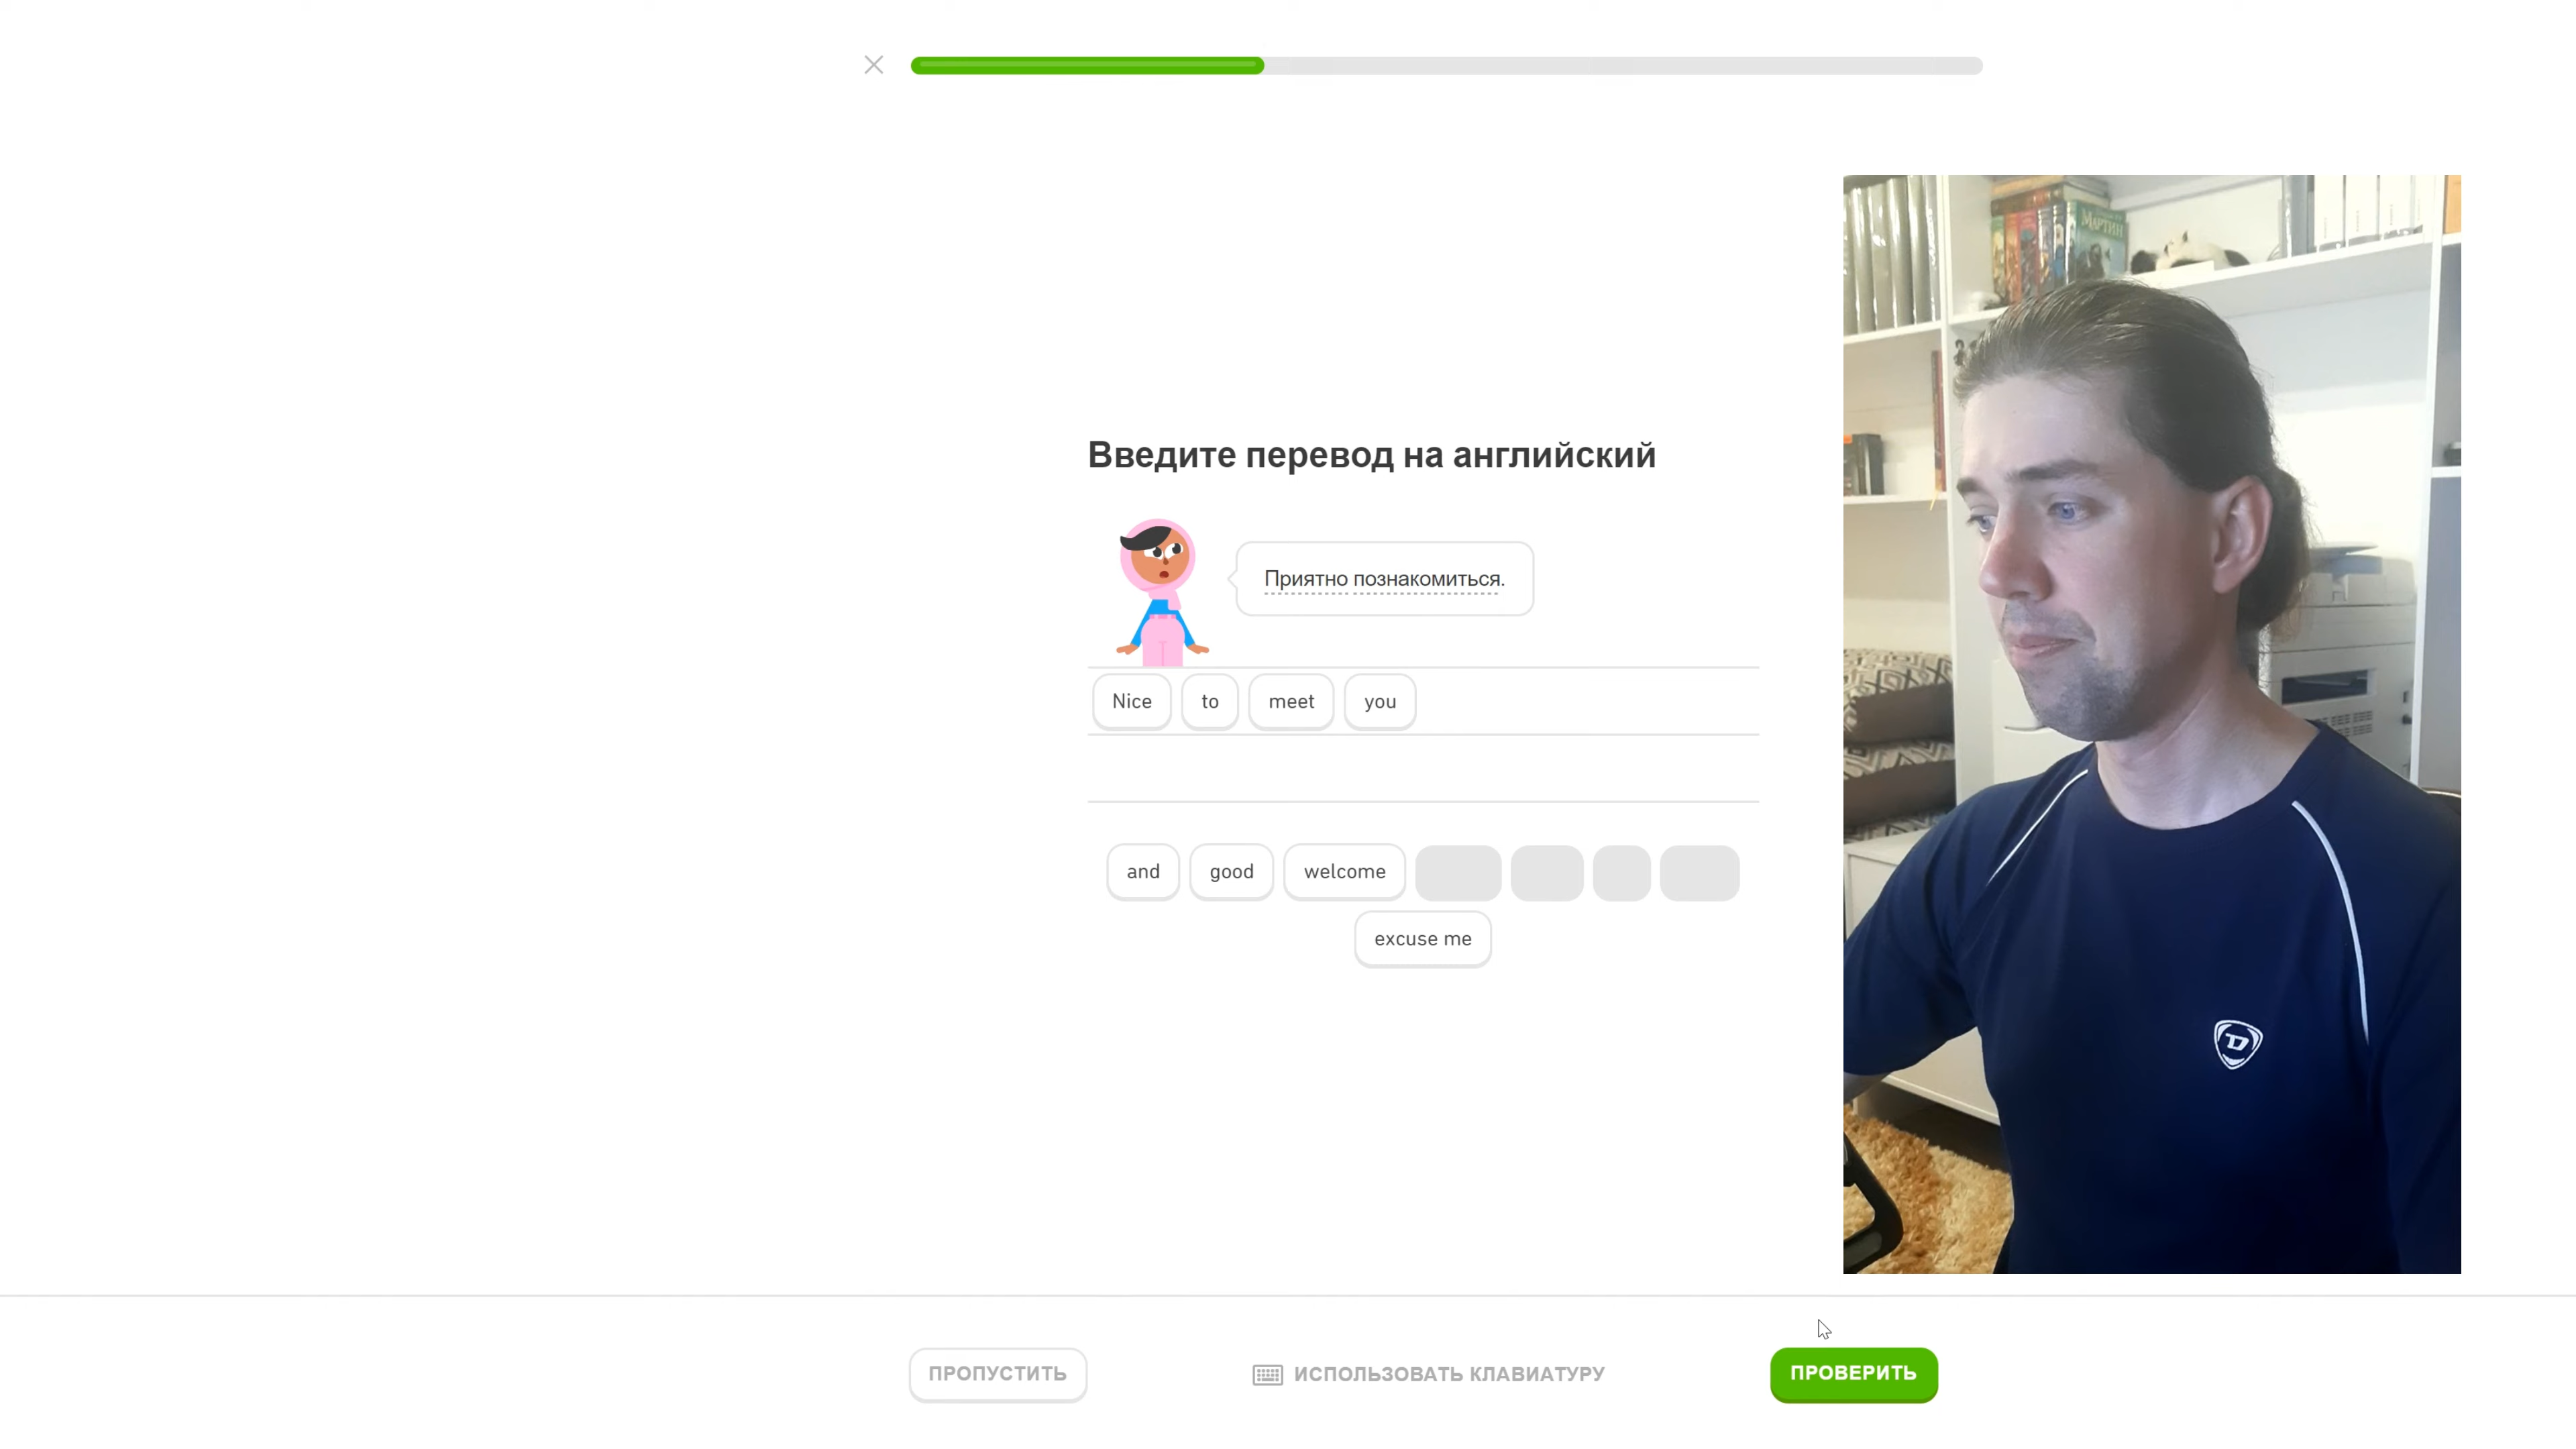 МАРТИН
Введите перевод на английский
Приятно познакомиться.
Nice to meet you
and good welcome
excuse me
ПРОПУСТИТЬ ИСПОЛЬЗОВАТЬ КЛАВИАТУРУ ПРОВЕРИТЬ